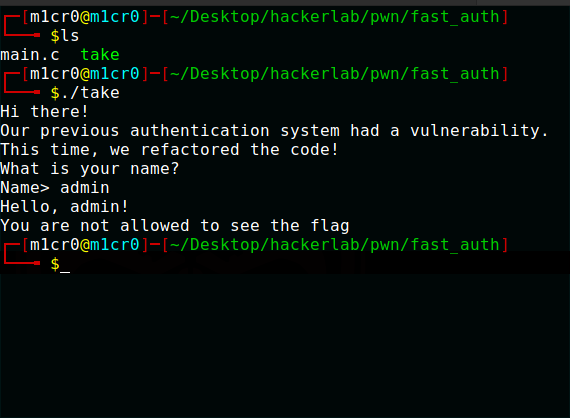 ┌─[m1cr0@m1cr0]─[~/Desktop/hackerlab/pwn/fast_auth]
└──╼ $ls
main.c  take
┌─[m1cr0@m1cr0]─[~/Desktop/hackerlab/pwn/fast_auth]
└──╼ $./take
Hi there!
Our previous authentication system had a vulnerability.
This time, we refactored the code!
What is your name?
Name> admin
Hello, admin!
You are not allowed to see the flag
┌─[m1cr0@m1cr0]─[~/Desktop/hackerlab/pwn/fast_auth]
└──╼ $_